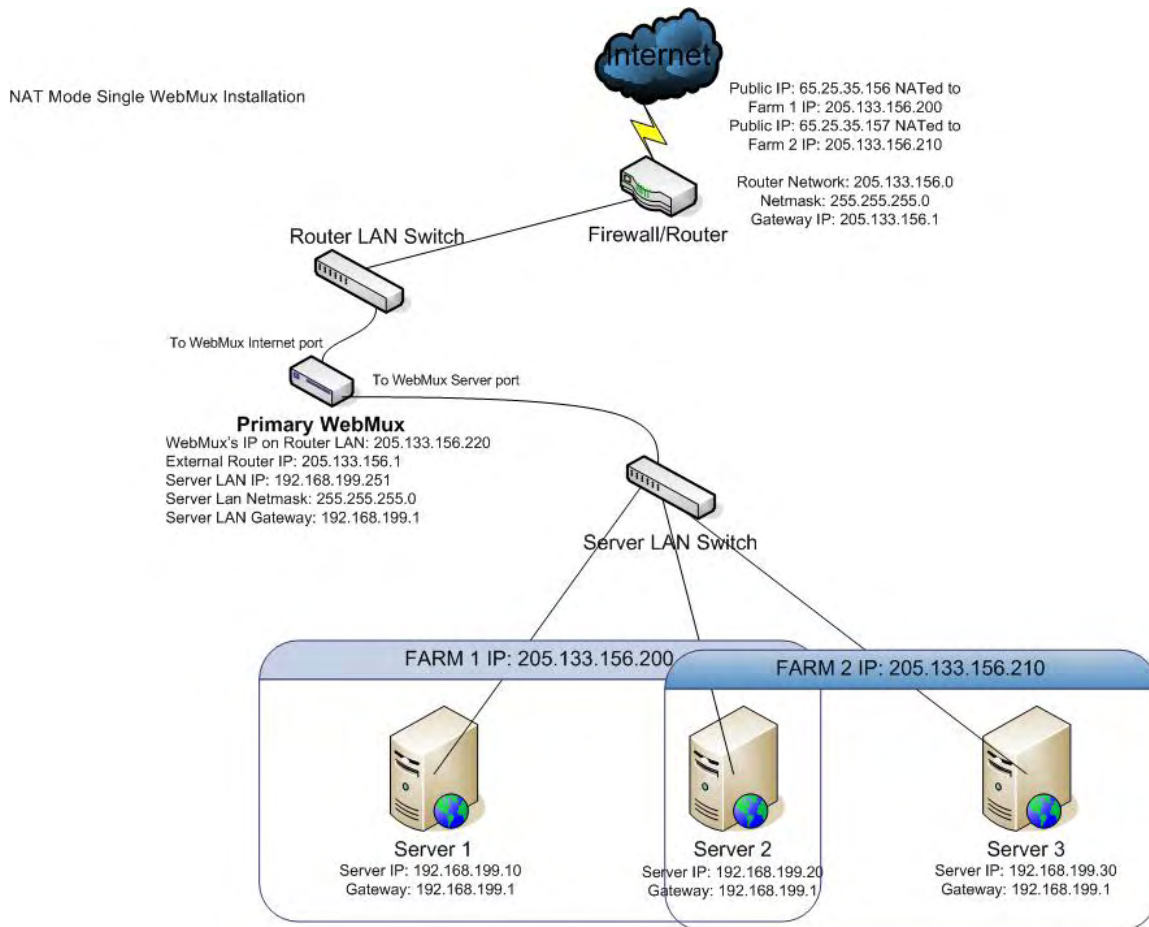 Internet
NAT Mode Single WebMux Installation
Public IP: 65.25.35.156 NATed to
Farm 1 IP: 205.133.156.200
Public IP: 65.25.35.157 NATed to
Farm 2 IP: 205.133.156.210
Router Network: 205.133.156.0
Netmask: 255.255.255.0
Gateway IP: 205.133.156.1
Firewall/Router
Router LAN Switch
To WebMux Internet port
To WebMux Server port
Primary WebMux
WebMux's IP on Router LAN: 205.133.156.220
External Router IP: 205.133.156.1
Server LAN IP: 192.168.199.251
Server Lan Netmask: 255.255.255.0
Server LAN Gateway: 192.168.199.1
Server LAN Switch
FARM 1 IP: 205.133.156.200
FARM 2 IP: 205.133.156.210
Server 1
Server IP: 192.168.199.10
Gateway: 192.168.199.1
Server 2
Server IP: 192.168.199.20
Gateway: 192.168.199.1
Server 3
Server IP: 192.168.199.30
Gateway: 192.168.199.1